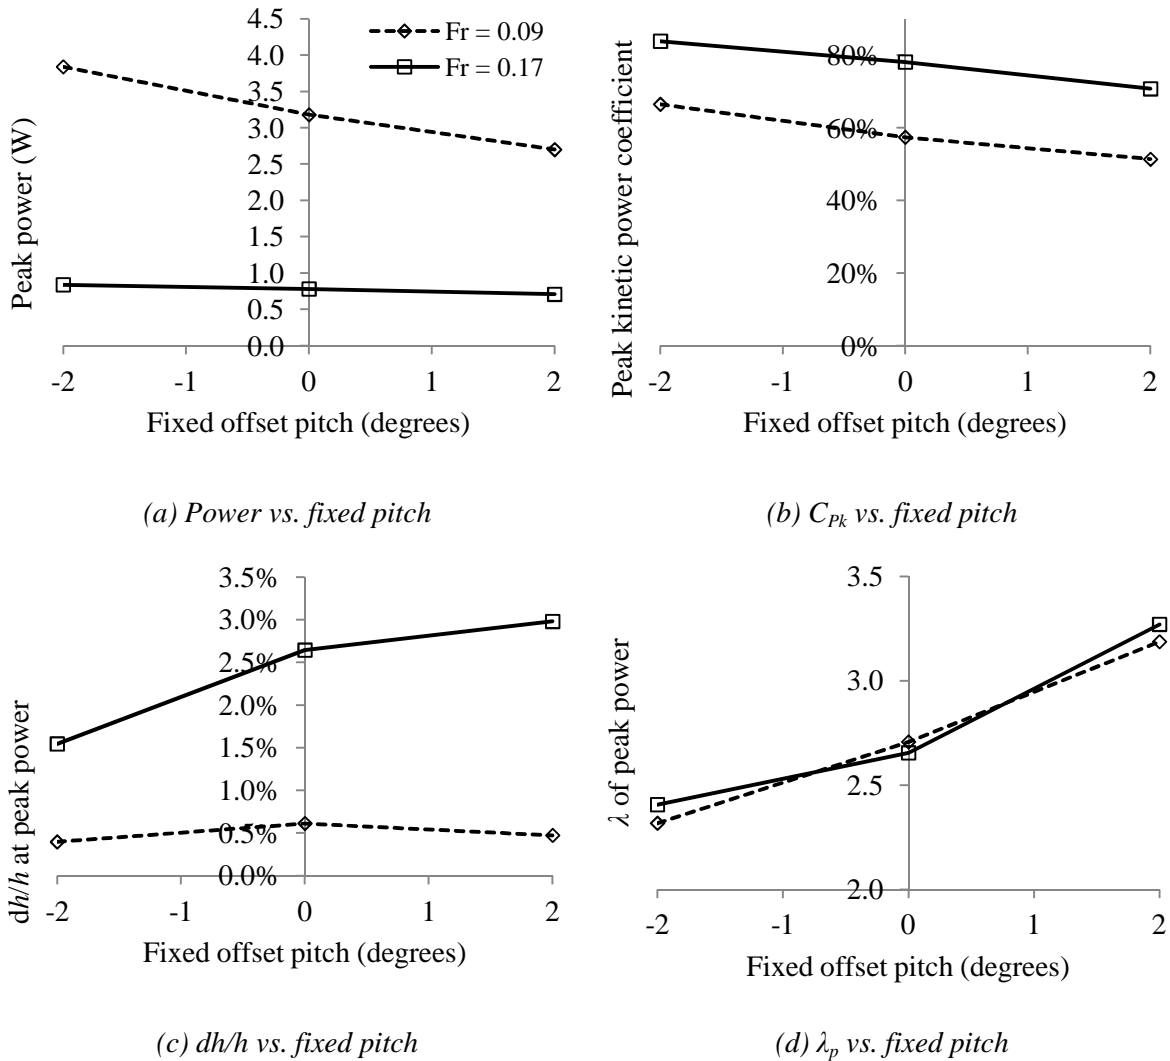 4.5
4.0
3.5
3.0
2.5
2.0
1.5
1.0
0.5
0.0
Peak power (W)
Fr = 0.09
Fr = 0.17
-2 -1 0 1 2
Fixed offset pitch (degrees)
(a) Power vs. fixed pitch
80%
60%
40%
20%
0%
Peak kinetic power coefficient
-2 -1 0 1 2
Fixed offset pitch (degrees)
(b) CPk vs. fixed pitch
3.5%
3.0%
2.5%
2.0%
1.5%
1.0%
0.5%
0.0%
dh/h at peak power
-2 -1 0 1 2
Fixed offset pitch (degrees)
(c) dh/h vs. fixed pitch
3.5
3.0
2.5
2.0
λ of peak power
-2 -1 0 1 2
Fixed offset pitch (degrees)
(d) λp vs. fixed pitch